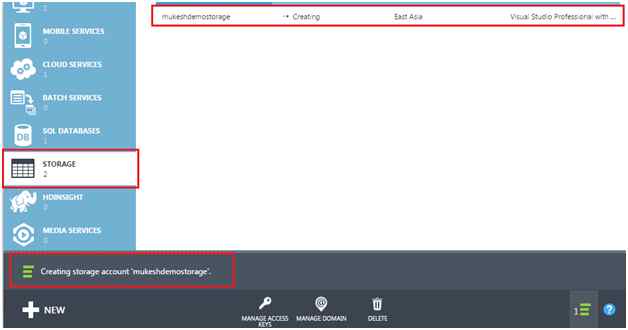 mukeshdemostorage Creating East Asia Visual Studio Professional with ...
MOBILE SERVICES
0
CLOUD SERVICES
1
BATCH SERVICES
0
SQL DATABASES
1
STORAGE
2
HDINSIGHT
0
MEDIA SERVICES
0
Creating storage account 'mukeshdemostorage'.
NEW
MANAGE ACCESS
KEYS
MANAGE DOMAIN
DELETE
1
?